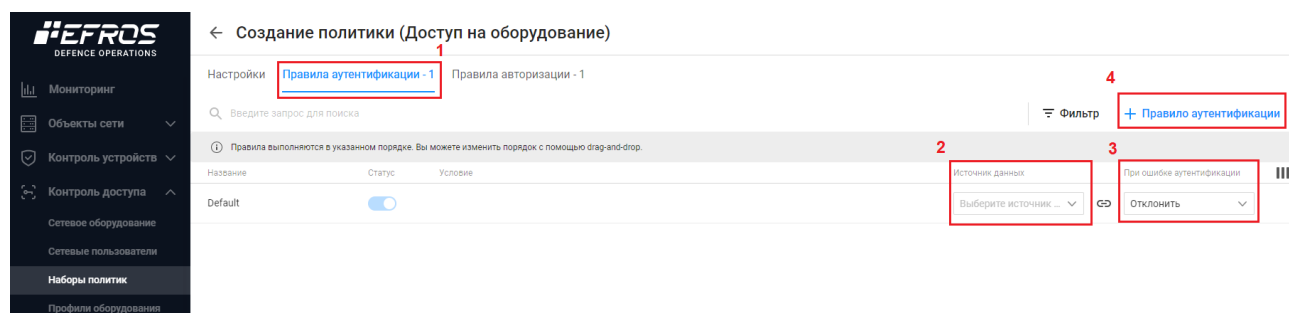 EFROS
DEFENCE OPERATIONS
Мониторинг
Объекты сети
Контроль устройств
Контроль доступа
Сетевое оборудование
Сетевые пользователи
Наборы политик
Профили оборудования
← Создание политики (Доступ на оборудование)
1
Настройки Правила аутентификации - 1 Правила авторизации - 1
4
Введите запрос для поиска Фильтр + Правило аутентификации
Правила выполняются в указанном порядке. Вы можете изменить порядок с помощью drag-and-drop.
2 3
Название Статус Условие Источник данных При ошибке аутентификации
Default Выберите источник ... Отклонить